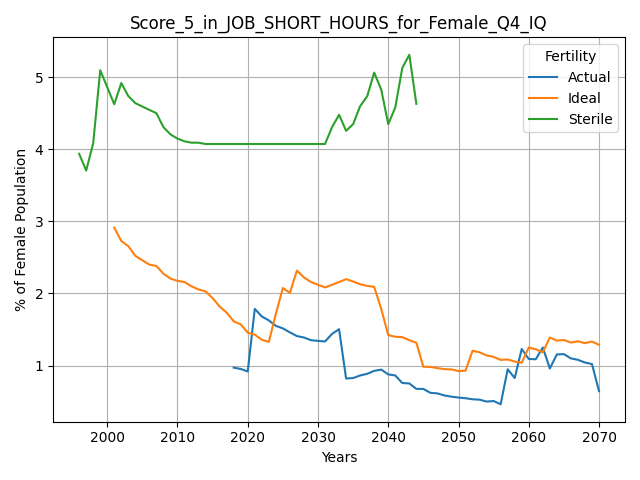 Score_5_in_JOB_SHORT_HOURS_for_Female_Q4_IQ
Fertility
Actual
Ideal
Sterile
% of Female Population
5
4
3
2
1
2000 2010 2020 2030 2040 2050 2060 2070
Years